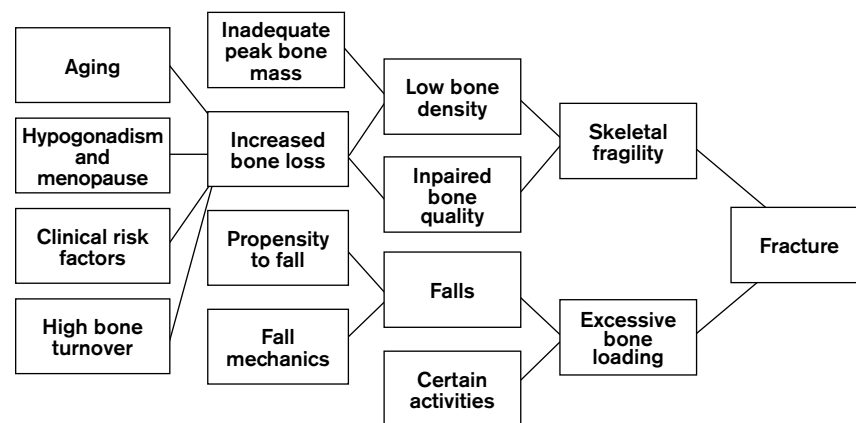 Aging
Hypogonadism
and
menopause
Clinical risk
factors
High bone
turnover
Inadequate
peak bone
mass
Increased
bone loss
Propensity
to fall
Fall
mechanics
Low bone
density
Inpaired
bone
quality
Falls
Certain
activities
Skeletal
fragility
Excessive
bone
loading
Fracture